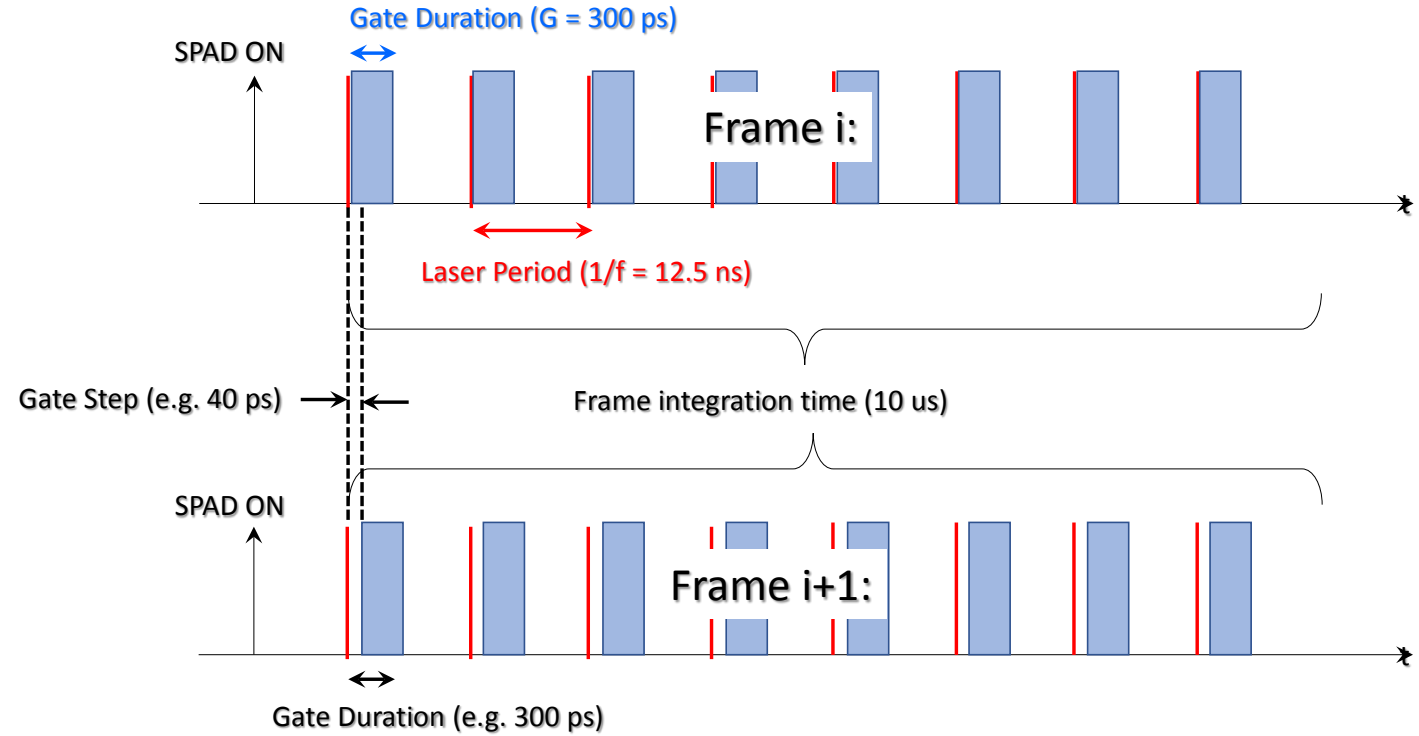 Gate Duration (G = 300 ps)
SPAD ON
Frame i:
t
Laser Period (1/f = 12.5 ns)
Gate Step (e.g. 40 ps)
Frame integration time (10 us)
SPAD ON
Frame i+1:
t
Gate Duration (e.g. 300 ps)